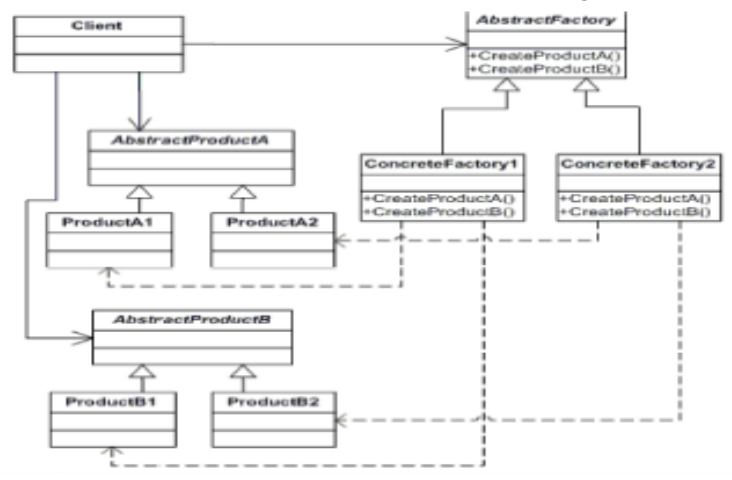 Client
AbstractFactory
+CreateProductA()
+CreateProductB()
AbstractProductA
ConcreteFactory1
+CreateProductA()
+CreateProductB()
ConcreteFactory2
+CreateProductA()
+CreateProductB()
ProductA1
ProductA2
AbstractProductB
ProductB1
ProductB2